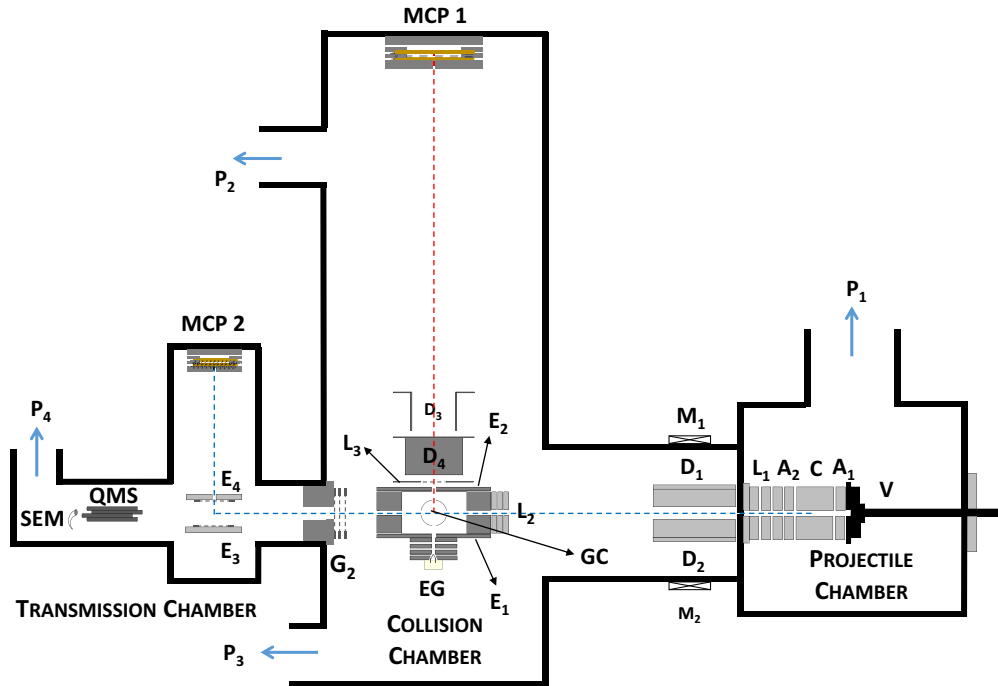 MCP 1
P2
MCP 2
P1
P4
D3
E2
M1
L3
D4
E4
D1
L1 A2 C A1
V
QMS
SEM
L2
E3
G2
GC
D2
PROJECTILE
CHAMBER
EG
E1
TRANSMISSION CHAMBER
COLLISION
CHAMBER
M2
P3